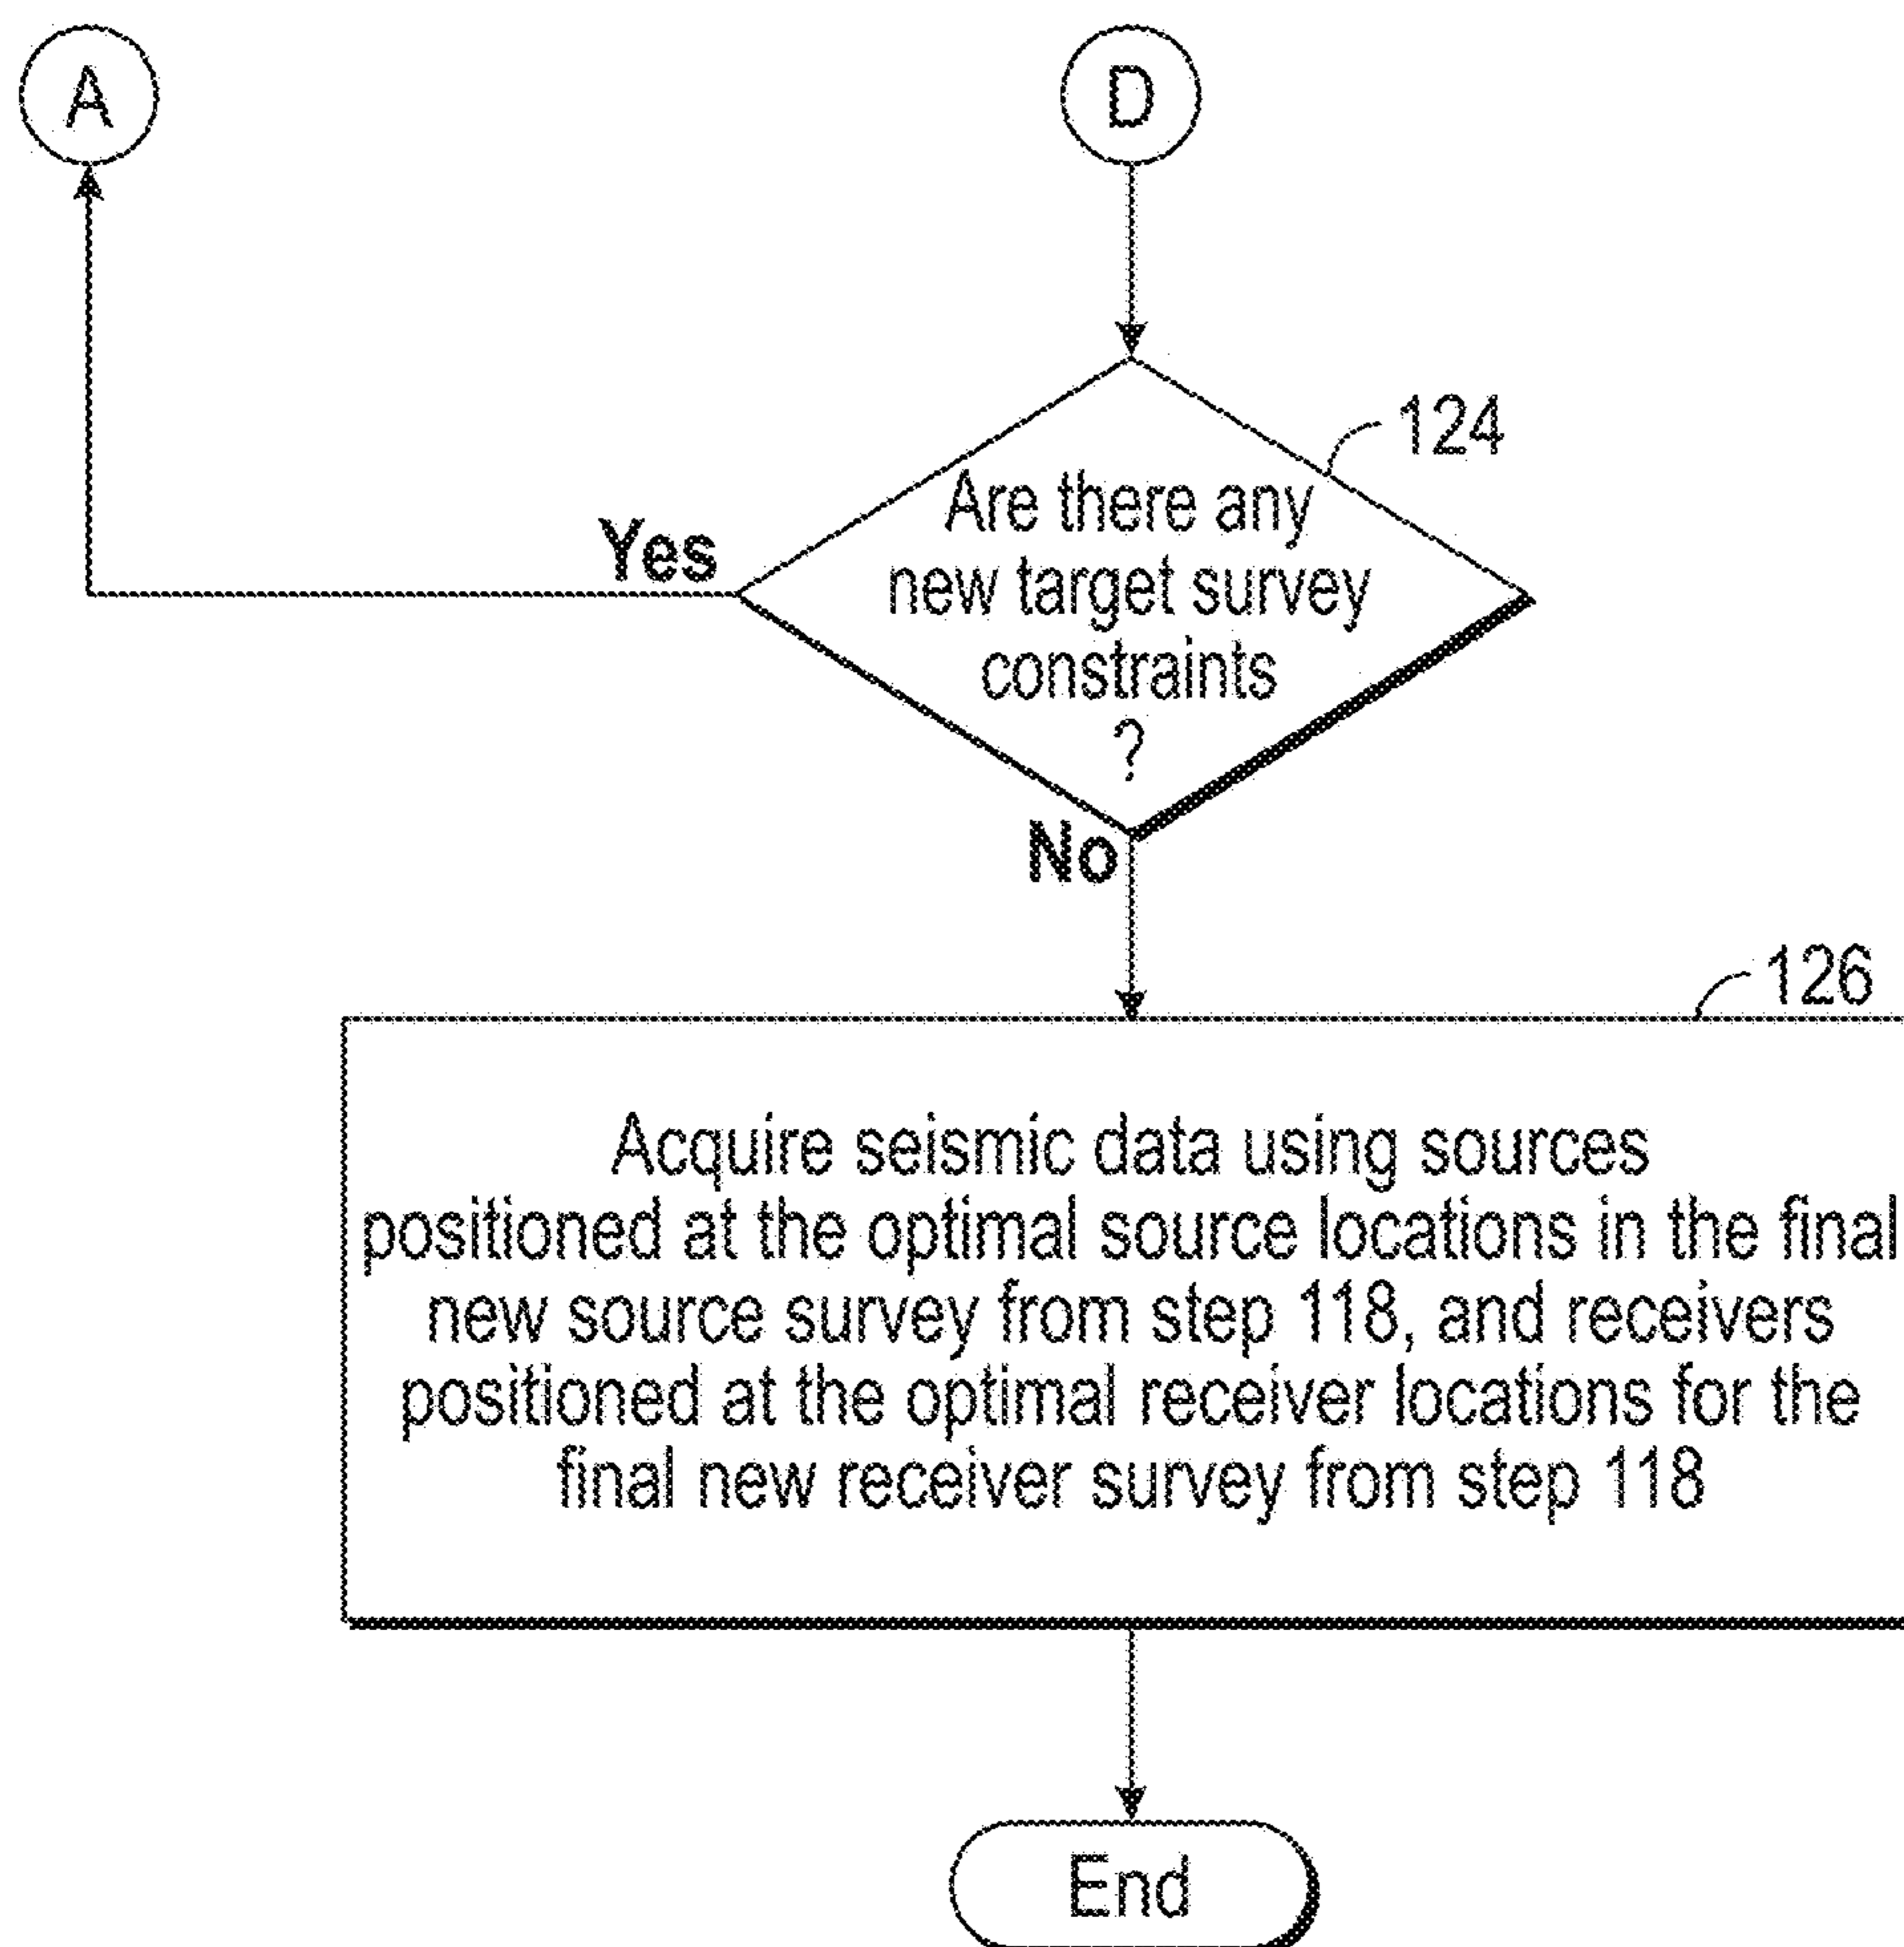 A
D
124
Are there any
new target survey
constraints
?
Yes
No
126
Acquire seismic data using sources
positioned at the optimal source locations in the final
new source survey from step 118, and receivers
positioned at the optimal receiver locations for the
final new receiver survey from step 118
End